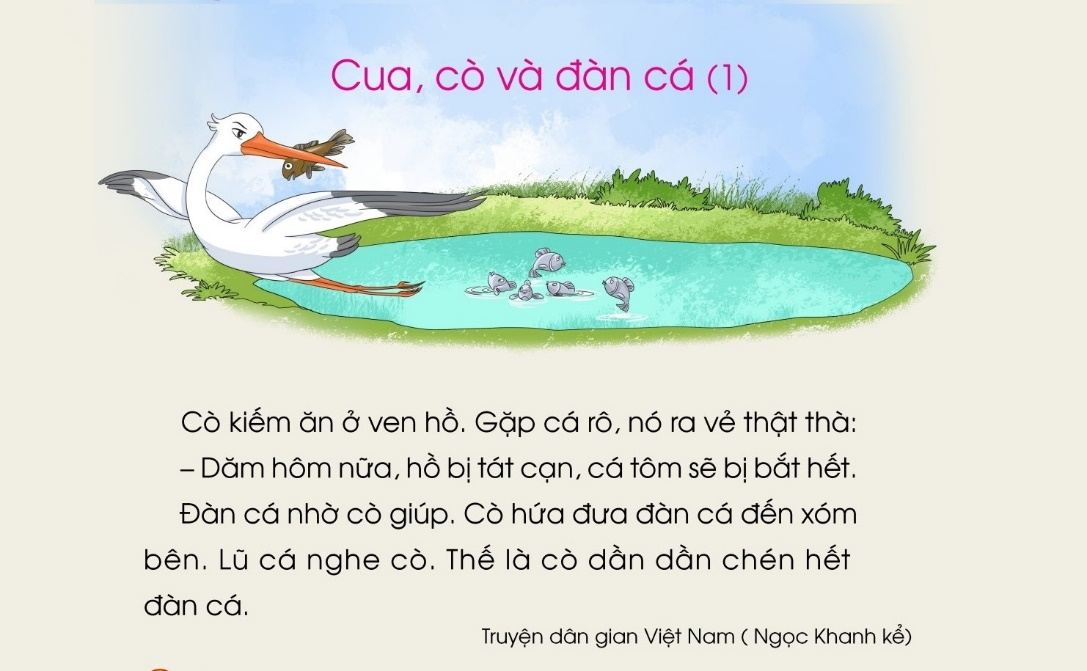 Cua, cò và đàn cá (1)
Cò kiếm ăn ở ven hồ. Gặp cá rô, nó ra vẻ thật thà:
– Dăm hôm nữa, hồ bị tát cạn, cá tôm sẽ bị bắt hết.
Đàn cá nhờ cò giúp. Cò hứa đưa đàn cá đến xóm
bên. Lũ cá nghe cò. Thế là cò dần dần chén hết
đàn cá.
Truyện dân gian Việt Nam ( Ngọc Khanh kể)